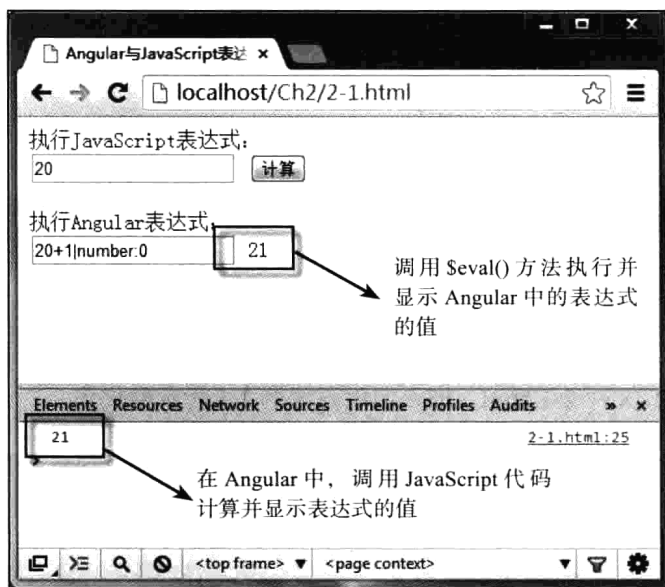 Angular与JavaScript表达
localhost/Ch2/2-1.html
执行JavaScript表达式：
20 计算
执行Angular表达式：
20+1|number:0 21
调用 $eval() 方法执行并
显示 Angular 中的表达式
的值
Elements Resources Network Sources Timeline Profiles Audits
21 2-1.html:25
在 Angular 中，调用 JavaScript 代码
计算并显示表达式的值
<top frame> <page context>